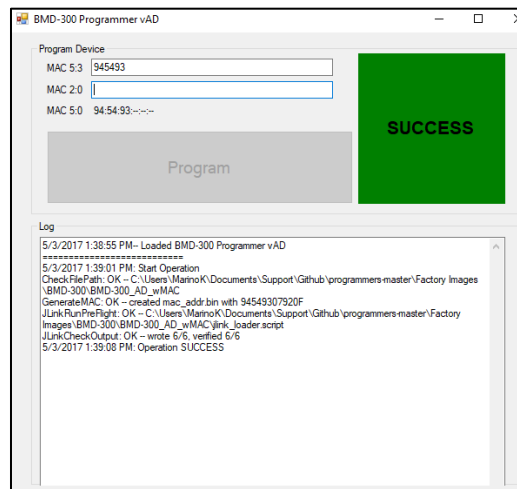 BMD-300 Programmer vAD
Program Device
MAC 5:3 945493
MAC 2:0
MAC 5:0 94:54:93:--:--:--
Program
SUCCESS
Log
5/3/2017 1:38:55 PM-- Loaded BMD-300 Programmer vAD
===========================
5/3/2017 1:39:01 PM: Start Operation
CheckFilePath: OK -- C:\Users\MarinoK\Documents\Support\Github\programmers-master\Factory Images
\BMD-300\BMD-300_AD_wMAC
GenerateMAC: OK -- created mac_addr.bin with 94549307920F
JLinkRunPreFlight: OK -- C:\Users\MarinoK\Documents\Support\Github\programmers-master\Factory
Images\BMD-300\BMD-300_AD_wMAC\jlink_loader.script
JLinkCheckOutput: OK -- wrote 6/6, verified 6/6
5/3/2017 1:39:08 PM: Operation SUCCESS